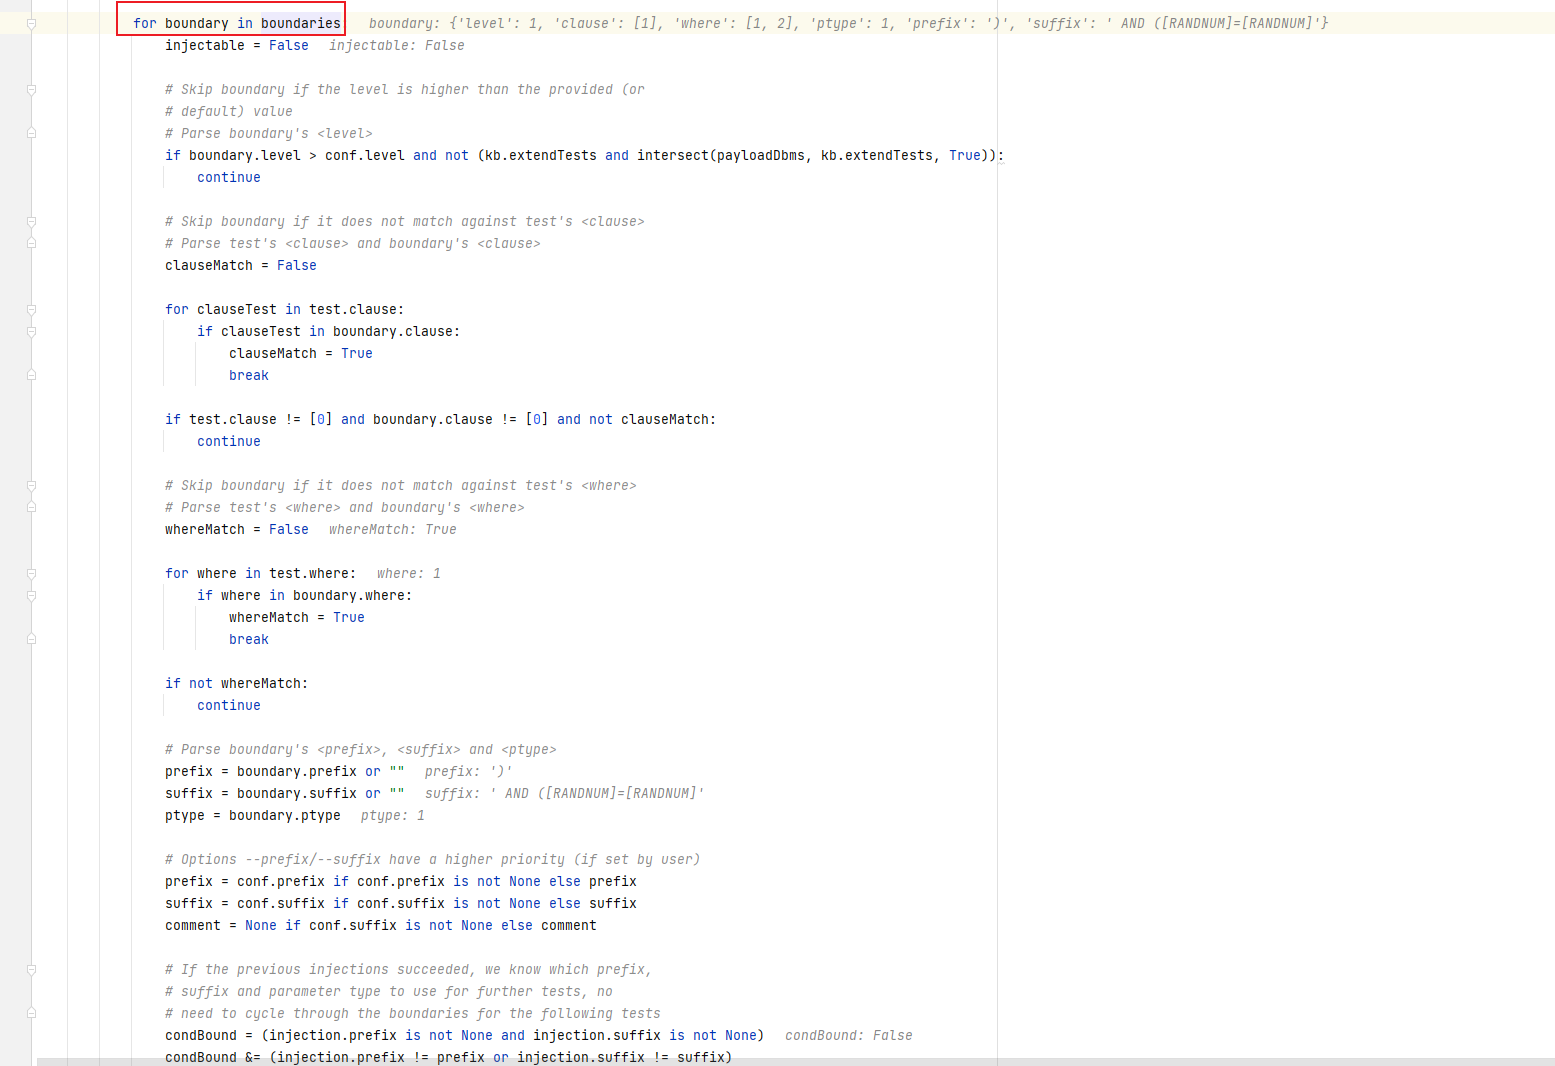 for boundary in boundaries   boundary: {'level': 1, 'clause': [1], 'where': [1, 2], 'ptype': 1, 'prefix': ')', 'suffix': ' AND ([RANDNUM]=[RANDNUM]'}
injectable = False   injectable: False
# Skip boundary if the level is higher than the provided (or
# default) value
# Parse boundary's <level>
if boundary.level > conf.level and not (kb.extendTests and intersect(payloadDbms, kb.extendTests, True)):
continue
# Skip boundary if it does not match against test's <clause>
# Parse test's <clause> and boundary's <clause>
clauseMatch = False
for clauseTest in test.clause:
if clauseTest in boundary.clause:
clauseMatch = True
break
if test.clause != [0] and boundary.clause != [0] and not clauseMatch:
continue
# Skip boundary if it does not match against test's <where>
# Parse test's <where> and boundary's <where>
whereMatch = False   whereMatch: True
for where in test.where:   where: 1
if where in boundary.where:
whereMatch = True
break
if not whereMatch:
continue
# Parse boundary's <prefix>, <suffix> and <ptype>
prefix = boundary.prefix or ""   prefix: ')'
suffix = boundary.suffix or ""   suffix: ' AND ([RANDNUM]=[RANDNUM]'
ptype = boundary.ptype   ptype: 1
# Options --prefix/--suffix have a higher priority (if set by user)
prefix = conf.prefix if conf.prefix is not None else prefix
suffix = conf.suffix if conf.suffix is not None else suffix
comment = None if conf.suffix is not None else comment
# If the previous injections succeeded, we know which prefix,
# suffix and parameter type to use for further tests, no
# need to cycle through the boundaries for the following tests
condBound = (injection.prefix is not None and injection.suffix is not None)   condBound: False
condBound &= (injection.prefix != prefix or injection.suffix != suffix)